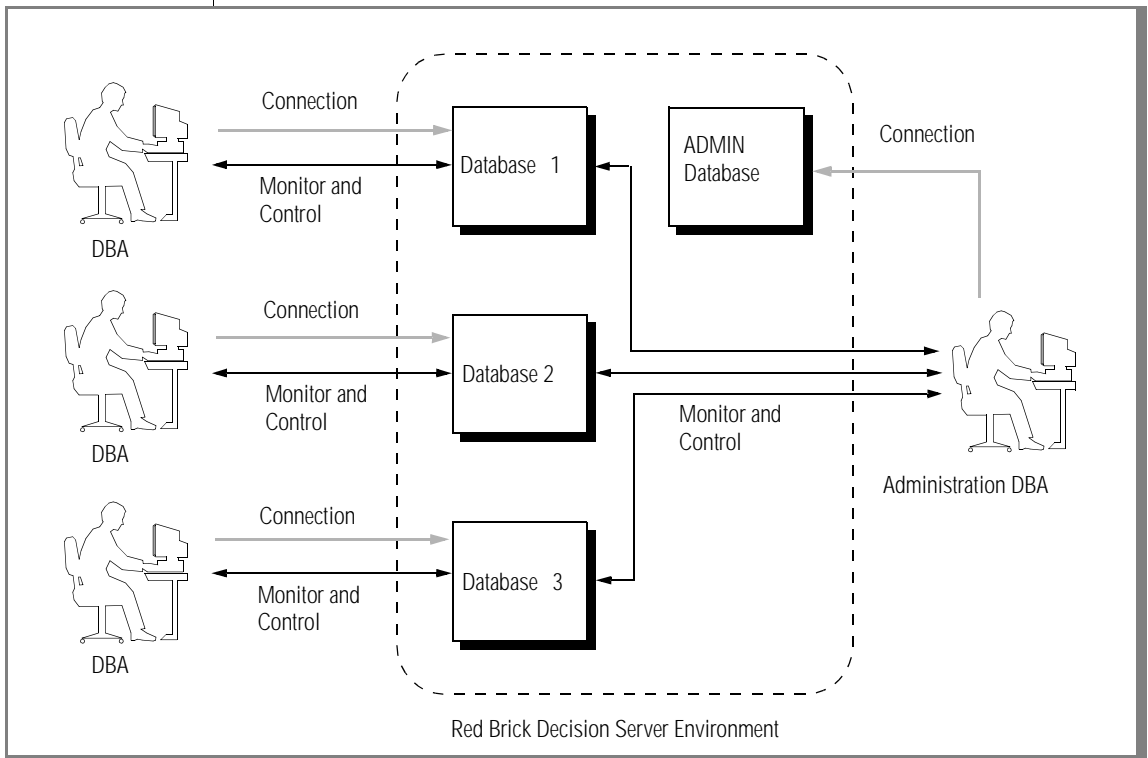 Connection
Database 1
Monitor and
Control
DBA
ADMIN
Database
Connection
Connection
Database 2
Monitor and
Control
DBA
Monitor and
Control
Administration DBA
Connection
Database 3
Monitor and
Control
DBA
Red Brick Decision Server Environment